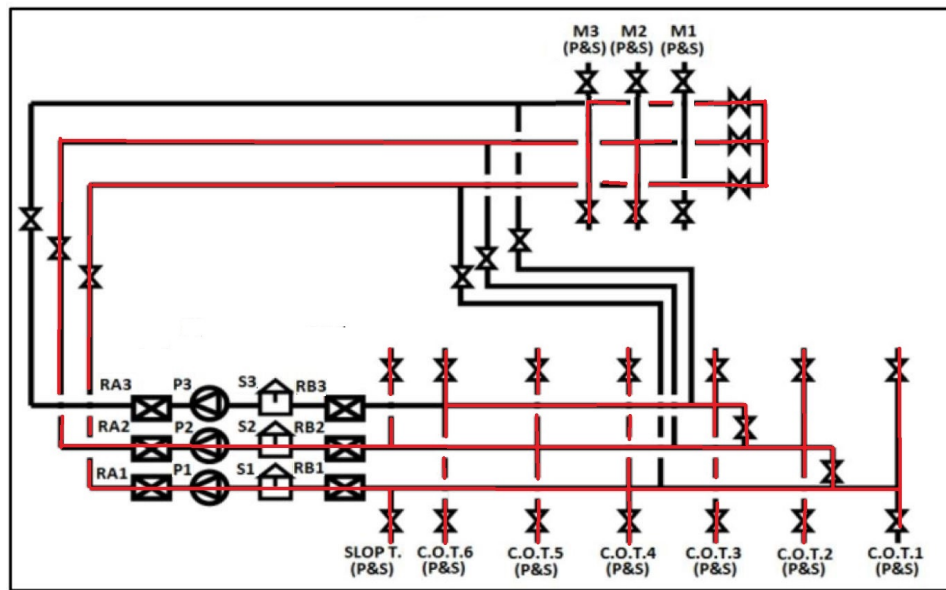 M3 M2 M1
(P&S) (P&S) (P&S)
RA3 P3 S3 RB3
RA2 P2 S2 RB2
RA1 P1 S1 RB1
SLOP T. C.O.T.6 C.O.T.5 C.O.T.4 C.O.T.3 C.O.T.2 C.O.T.1
(P&S) (P&S) (P&S) (P&S) (P&S) (P&S) (P&S)